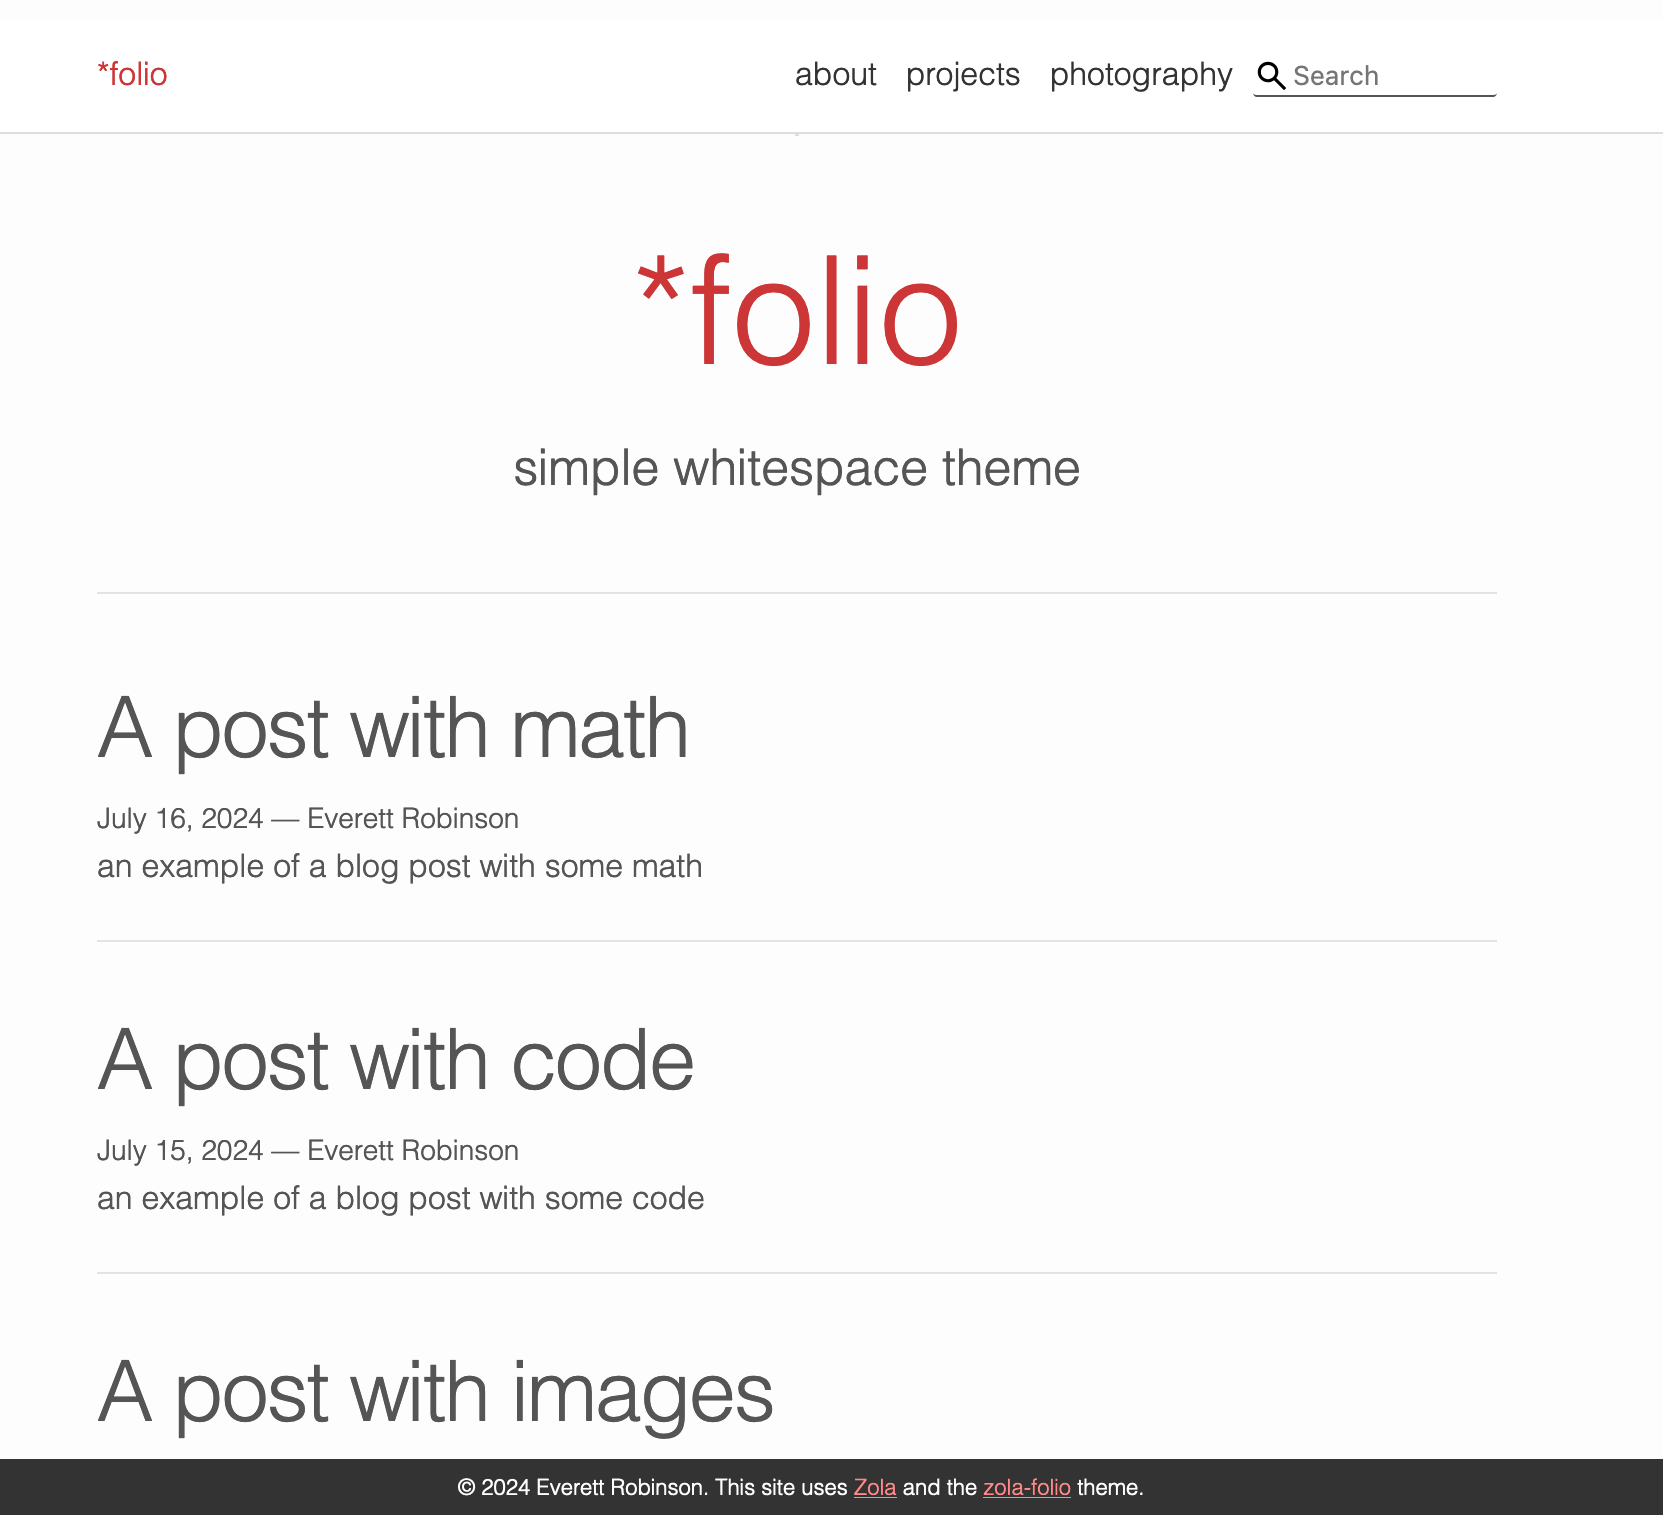 *folio
about projects photography Search
*folio
simple whitespace theme
A post with math
July 16, 2024 — Everett Robinson
an example of a blog post with some math
A post with code
July 15, 2024 — Everett Robinson
an example of a blog post with some code
A post with images
© 2024 Everett Robinson. This site uses Zola and the zola-folio theme.